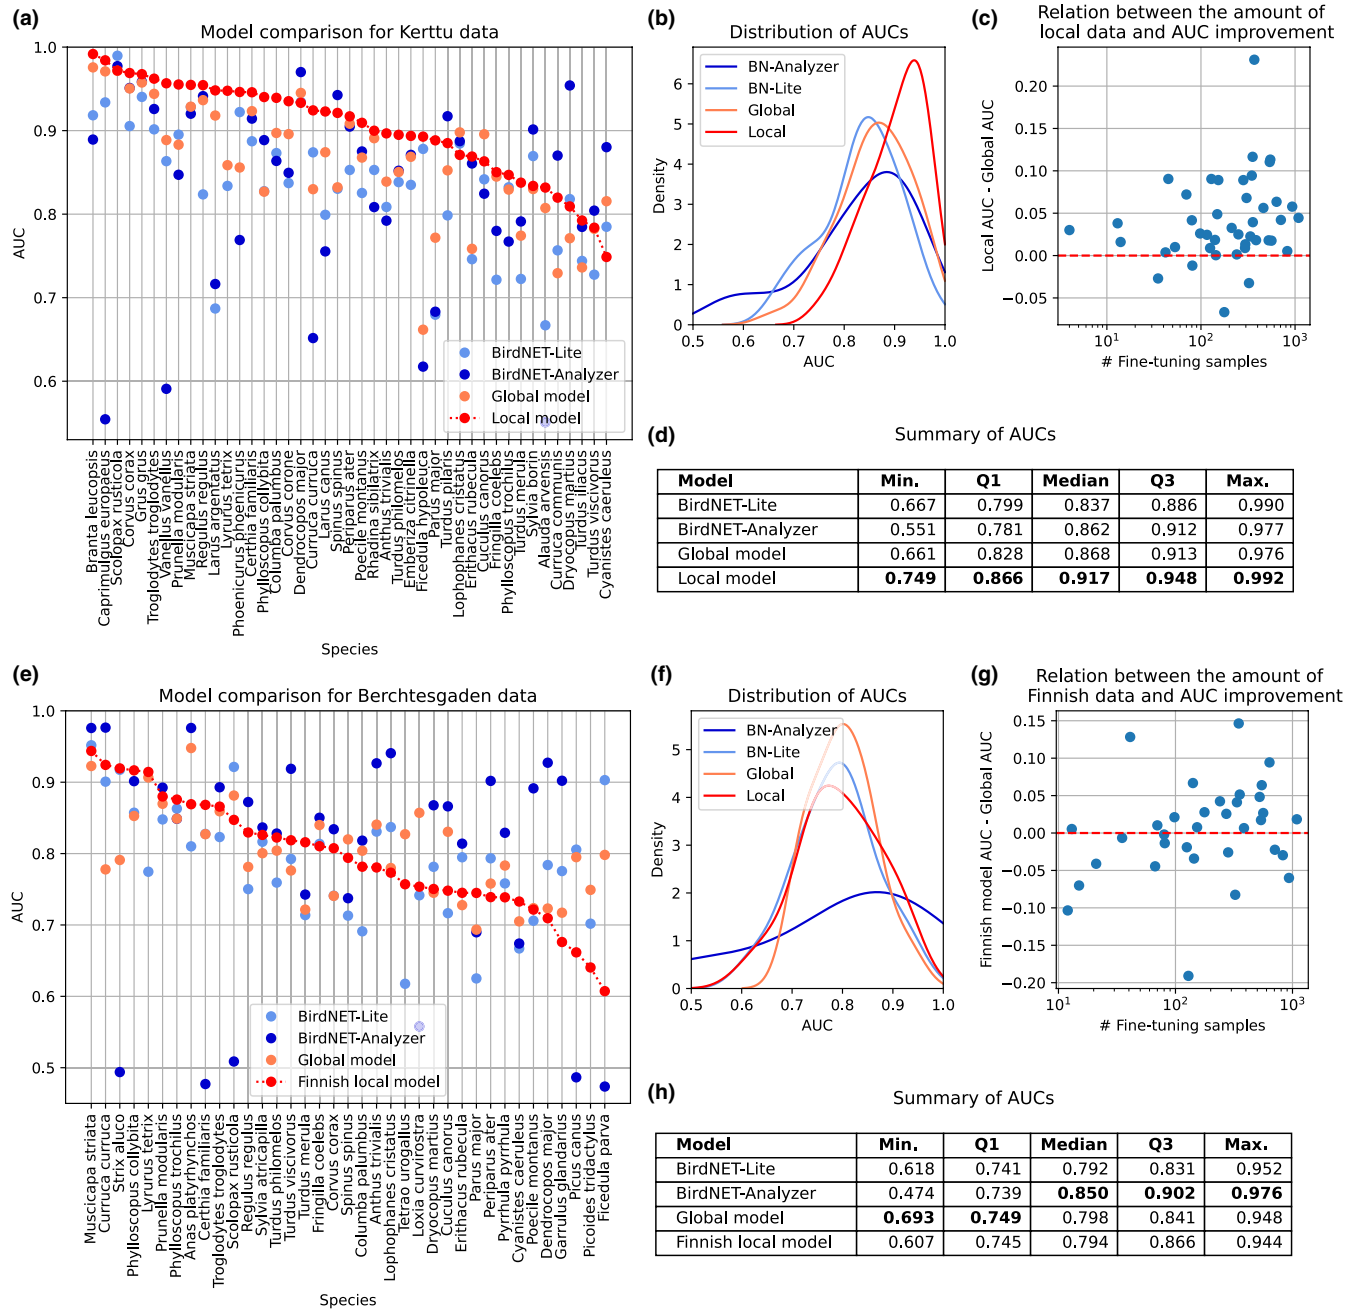 (a)
Model comparison for Kerttu data
1.0
0.9
0.8
0.7
0.6
AUC
BirdNET-Lite
BirdNET-Analyzer
Global model
Local model
Branta leucopsis
Caprimulgus europaeus
Scolopax rusticola
Corvus corax
Grus grus
Troglodytes troglodytes
Vanellus vanellus
Prunella modularis
Muscicapa striata
Regulus regulus
Larus argentatus
Lyrurus tetrix
Phoenicurus phoenicurus
Certhia familiaris
Phylloscopus collybita
Columba palumbus
Corvus corone
Dendrocopos major
Curruca curruca
Larus canus
Spinus spinus
Periparus ater
Poecile montanus
Rhadina sibilatrix
Anthus trivialis
Turdus philomelos
Emberiza citrinella
Ficedula hypoleuca
Parus major
Turdus pilaris
Lophophanes cristatus
Erithacus rubecula
Cuculus canorus
Fringilla coelebs
Phylloscopus trochilus
Turdus merula
Sylvia borin
Alauda arvensis
Curruca communis
Dryocopus martius
Turdus iliacus
Turdus viscivorus
Cyanistes caeruleus
Species
(b)
Distribution of AUCs
BN-Analyzer
BN-Lite
Global
Local
6
5
4
3
2
1
0
Density
0.5 0.6 0.7 0.8 0.9 1.0
AUC
(c)
Relation between the amount of
local data and AUC improvement
0.20
0.15
0.10
0.05
0.00
−0.05
Local AUC - Global AUC
10¹ 10² 10³
# Fine-tuning samples
(d)
Summary of AUCs
Model Min. Q1 Median Q3 Max.
BirdNET-Lite 0.667 0.799 0.837 0.886 0.990
BirdNET-Analyzer 0.551 0.781 0.862 0.912 0.977
Global model 0.661 0.828 0.868 0.913 0.976
Local model 0.749 0.866 0.917 0.948 0.992
(e)
Model comparison for Berchtesgaden data
1.0
0.9
0.8
0.7
0.6
0.5
AUC
BirdNET-Lite
BirdNET-Analyzer
Global model
Finnish local model
Muscicapa striata
Curruca curruca
Strix aluco
Phylloscopus collybita
Lyrurus tetrix
Prunella modularis
Phylloscopus trochilus
Anas platyrhynchos
Certhia familiaris
Troglodytes troglodytes
Scolopax rusticola
Regulus regulus
Sylvia atricapilla
Turdus philomelos
Turdus viscivorus
Turdus merula
Fringilla coelebs
Corvus corax
Spinus spinus
Columba palumbus
Anthus trivialis
Lophophanes cristatus
Tetrao urogallus
Loxia curvirostra
Dryocopus martius
Cuculus canorus
Erithacus rubecula
Parus major
Periparus ater
Pyrrhula pyrrhula
Cyanistes caeruleus
Poecile montanus
Dendrocopos major
Garrulus glandarius
Picus canus
Picoides tridactylus
Ficedula parva
Species
(f)
Distribution of AUCs
BN-Analyzer
BN-Lite
Global
Local
5
4
3
2
1
0
Density
0.5 0.6 0.7 0.8 0.9 1.0
AUC
(g)
Relation between the amount of
Finnish data and AUC improvement
0.15
0.10
0.05
0.00
−0.05
−0.10
−0.15
−0.20
Finnish model AUC - Global AUC
10¹ 10² 10³
# Fine-tuning samples
(h)
Summary of AUCs
Model Min. Q1 Median Q3 Max.
BirdNET-Lite 0.618 0.741 0.792 0.831 0.952
BirdNET-Analyzer 0.474 0.739 0.850 0.902 0.976
Global model 0.693 0.749 0.798 0.841 0.948
Finnish local model 0.607 0.745 0.794 0.866 0.944